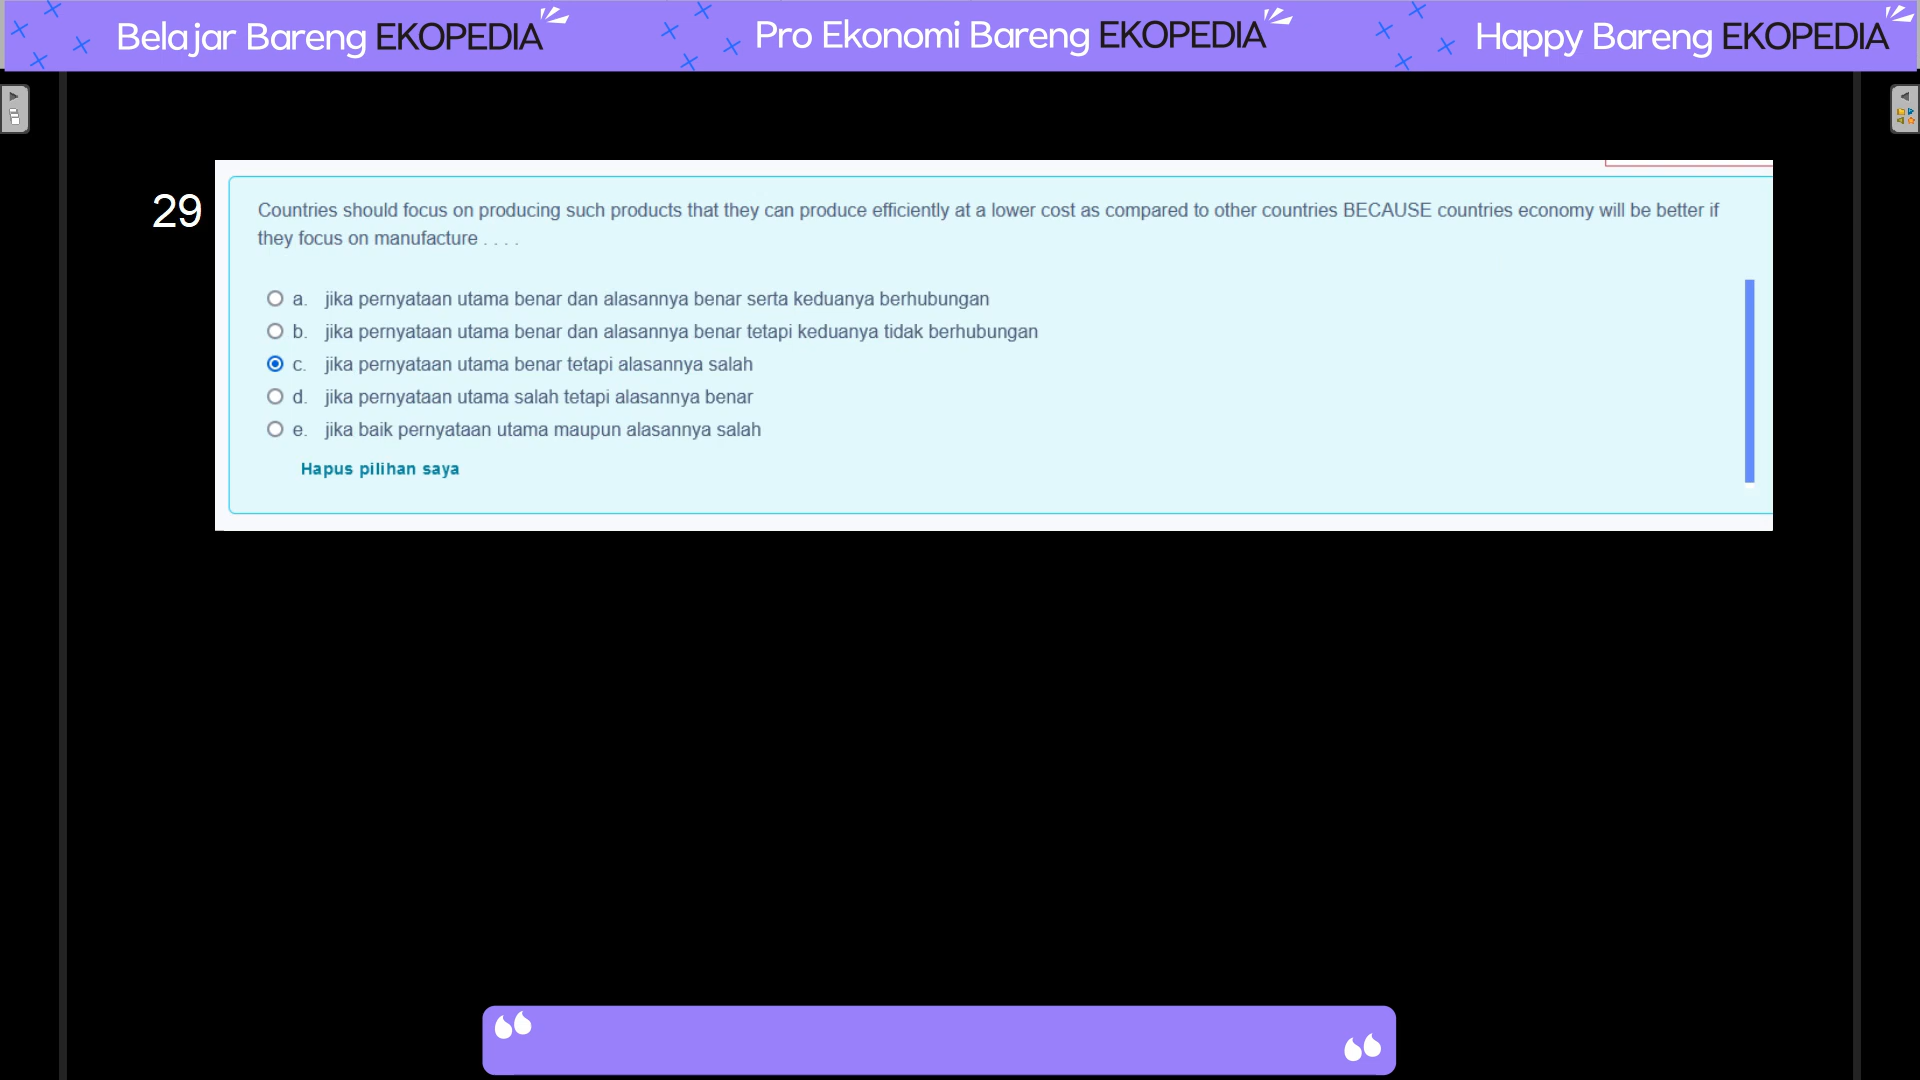 Belajar Bareng EKOPEDIA
Pro Ekonomi Bareng EKOPEDIA
Happy Bareng EKOPEDIA
29
Countries should focus on producing such products that they can produce efficiently at a lower cost as compared to other countries BECAUSE countries economy will be better if
they focus on manufacture . . . .
a. jika pernyataan utama benar dan alasannya benar serta keduanya berhubungan
b. jika pernyataan utama benar dan alasannya benar tetapi keduanya tidak berhubungan
c. jika pernyataan utama benar tetapi alasannya salah
d. jika pernyataan utama salah tetapi alasannya benar
e. jika baik pernyataan utama maupun alasannya salah
Hapus pilihan saya